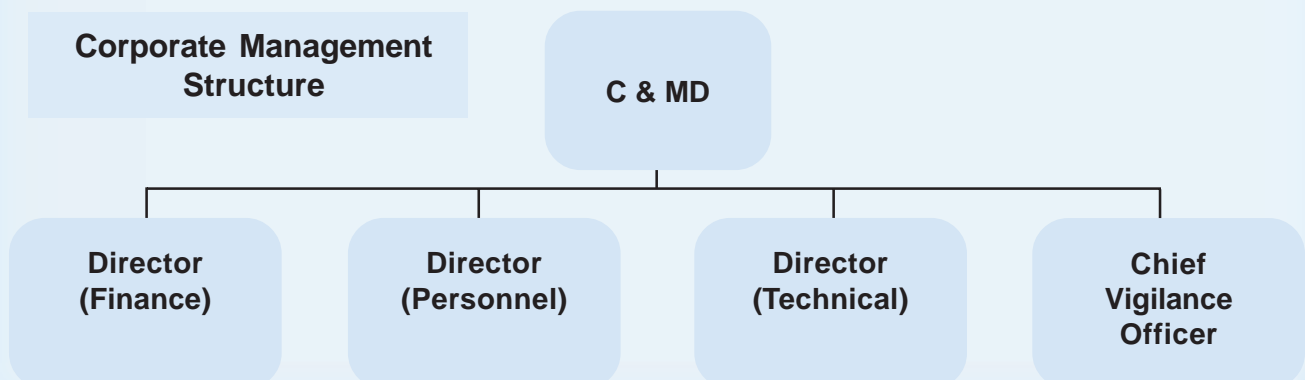 Corporate Management
Structure
C & MD
Director
(Finance)
Director
(Personnel)
Director
(Technical)
Chief
Vigilance
Officer